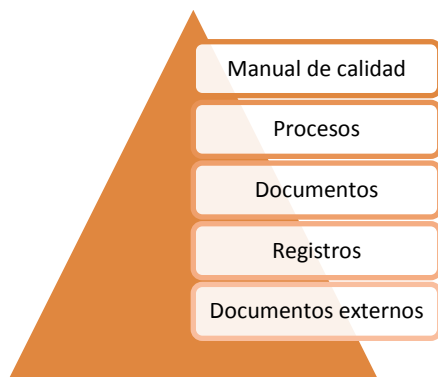 Manual de calidad
Procesos
Documentos
Registros
Documentos externos